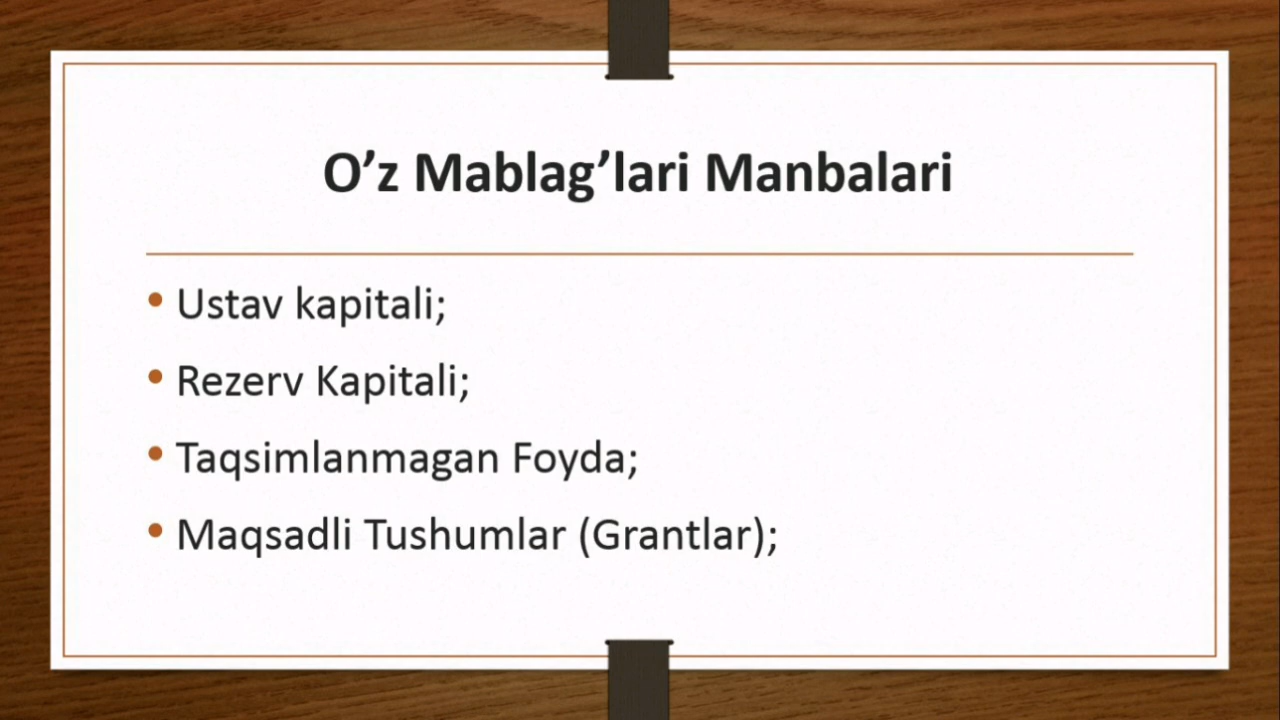 O’z Mablag’lari Manbalari
• Ustav kapitali;
• Rezerv Kapitali;
• Taqsimlanmagan Foyda;
• Maqsadli Tushumlar (Grantlar);